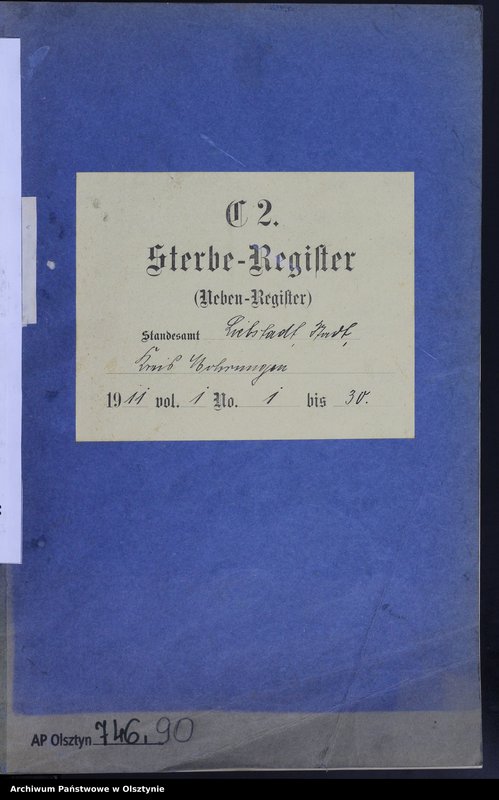 C 2.
Sterbe-Register
(Neben-Register)
Standesamt Liebstadt, Stadt,
Kreis Mohrungen
1911 vol. 1 No. 1 bis 30.
AP Olsztyn 746.90
Archiwum Państwowe w Olsztynie